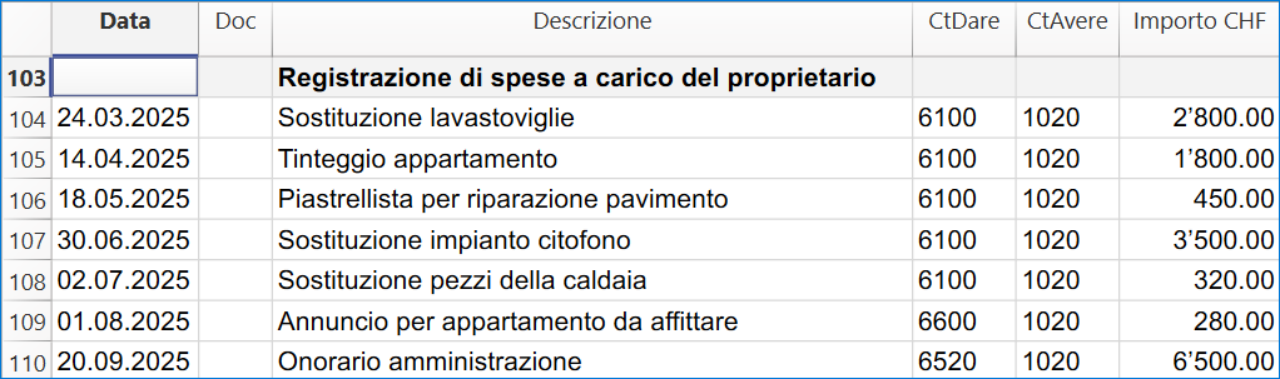 Data Doc Descrizione CtDare CtAvere Importo CHF
103 Registrazione di spese a carico del proprietario
104 24.03.2025 Sostituzione lavastoviglie 6100 1020 2’800.00
105 14.04.2025 Tinteggio appartamento 6100 1020 1’800.00
106 18.05.2025 Piastrellista per riparazione pavimento 6100 1020 450.00
107 30.06.2025 Sostituzione impianto citofono 6100 1020 3’500.00
108 02.07.2025 Sostituzione pezzi della caldaia 6100 1020 320.00
109 01.08.2025 Annuncio per appartamento da affittare 6600 1020 280.00
110 20.09.2025 Onorario amministrazione 6520 1020 6’500.00